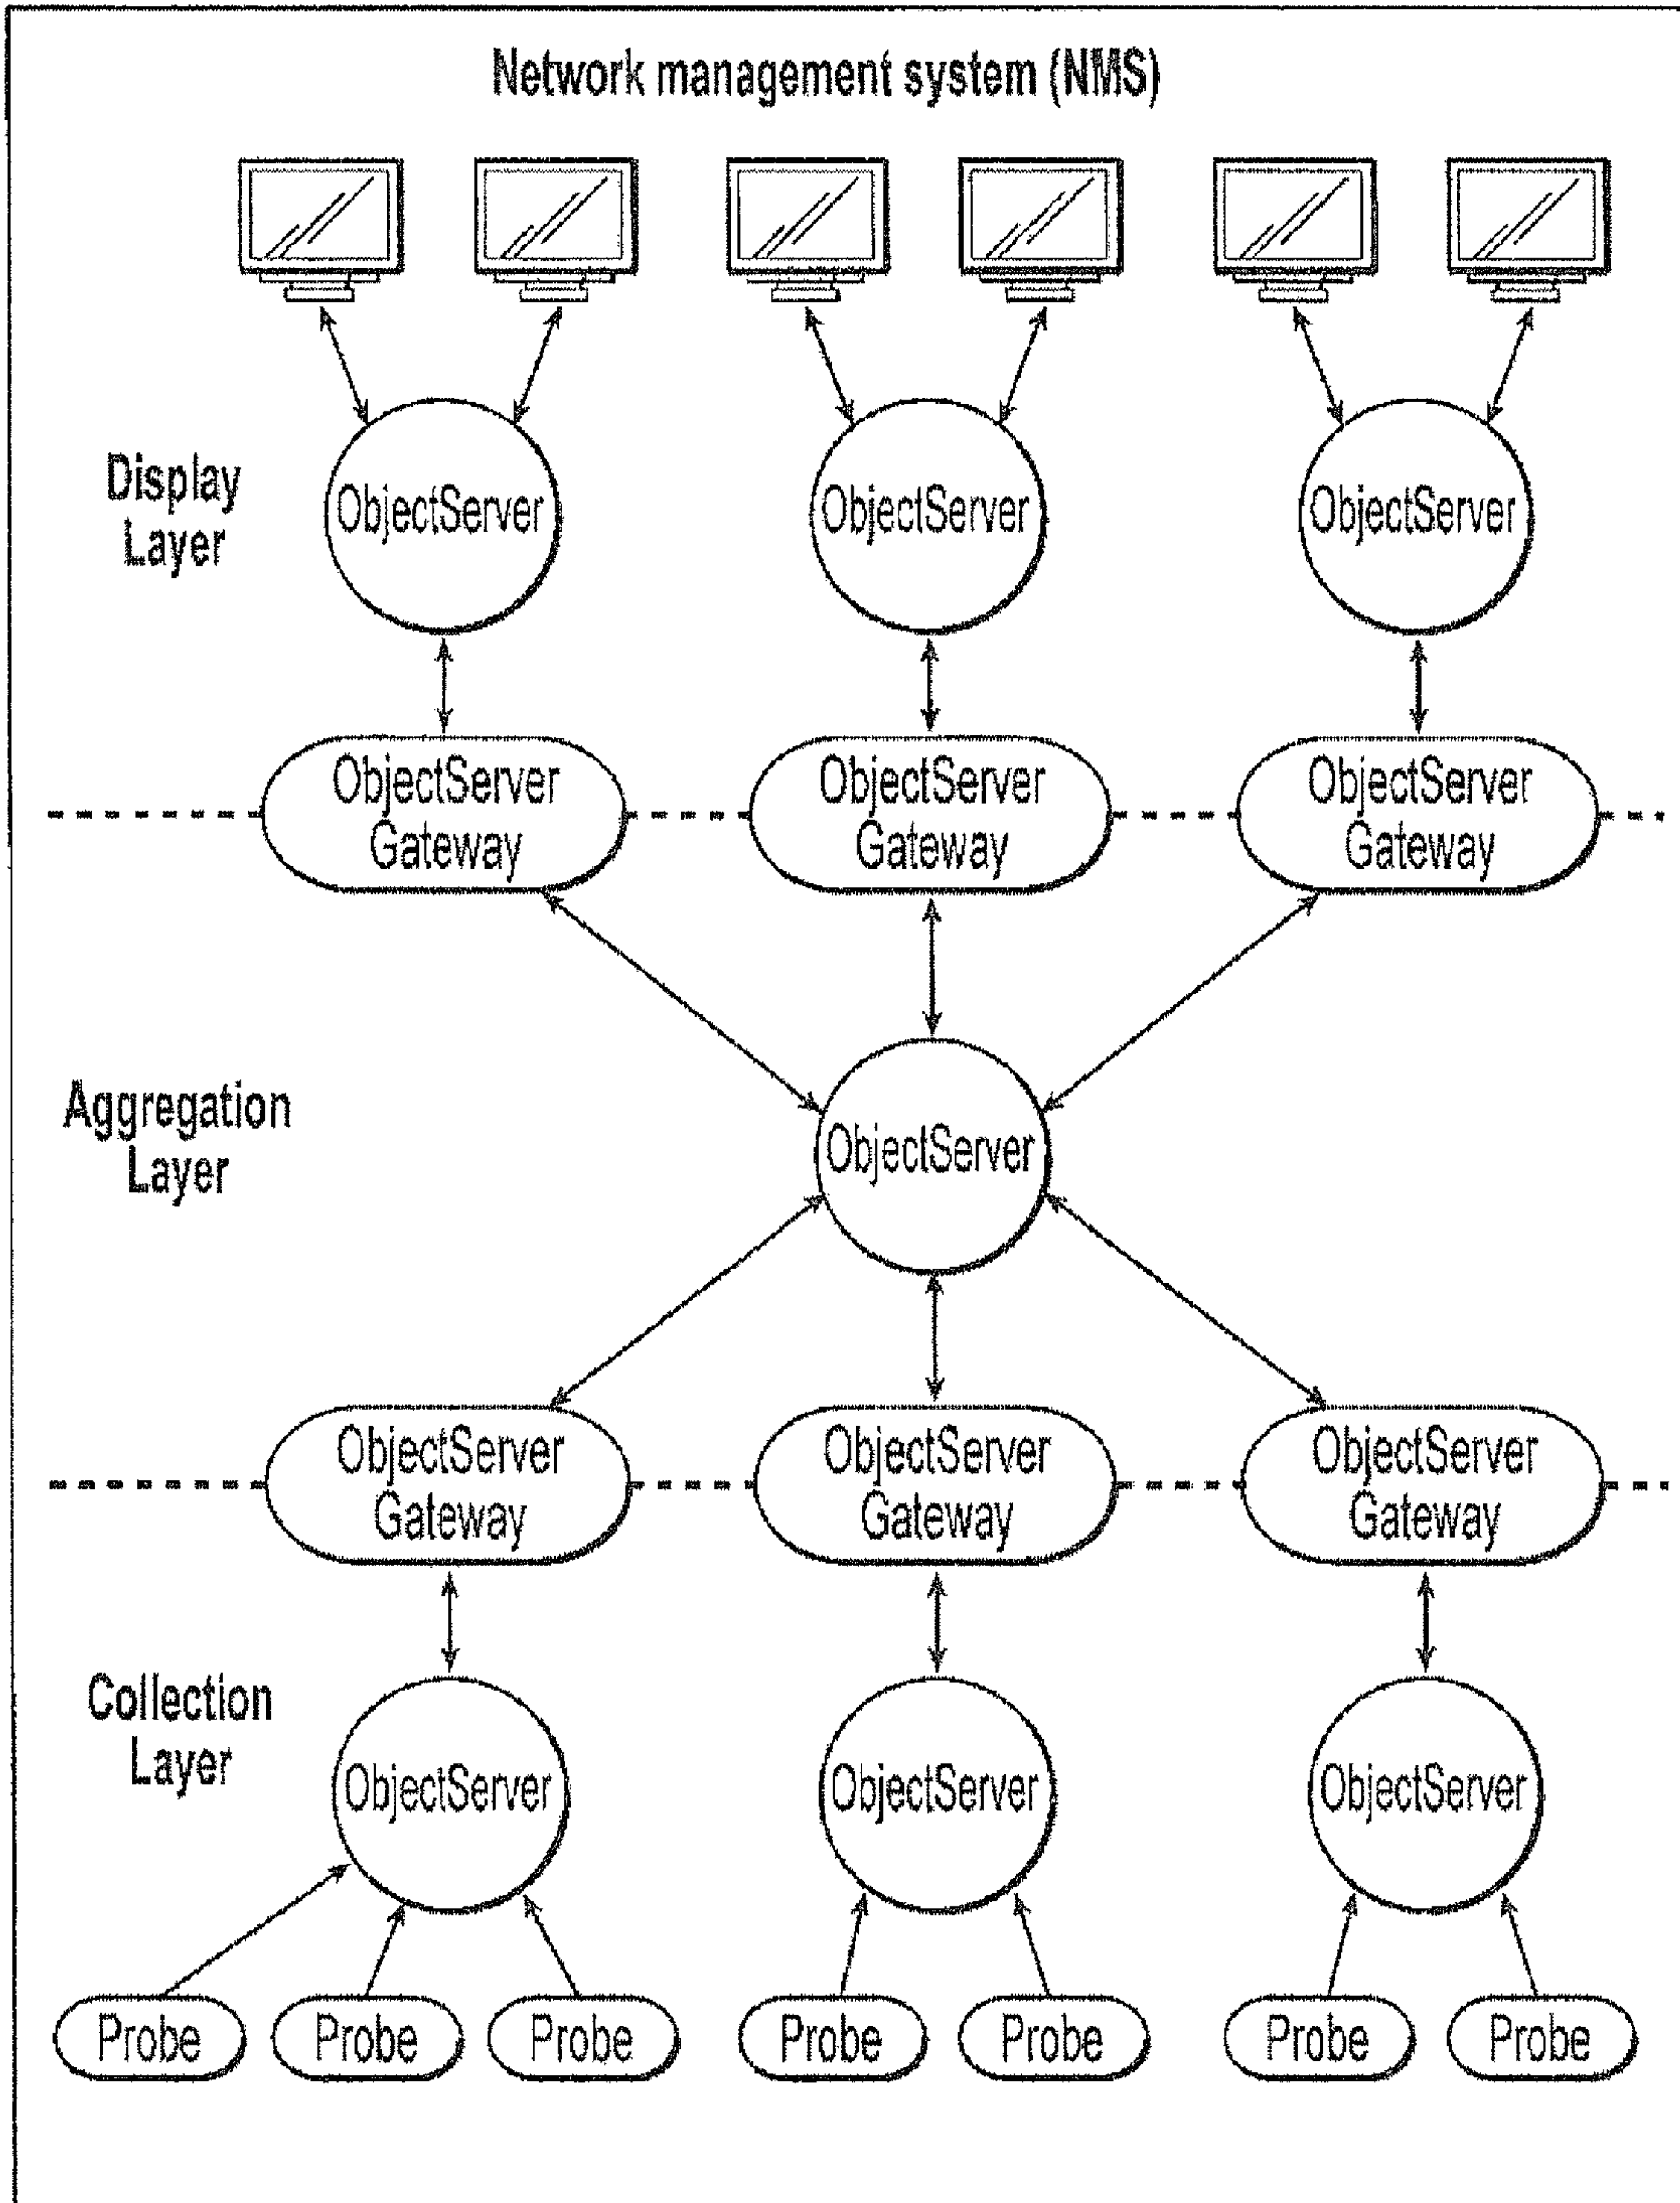 Network management system (NMS)
Display
Layer
ObjectServer
ObjectServer
ObjectServer
ObjectServer
Gateway
ObjectServer
Gateway
ObjectServer
Gateway
Aggregation
Layer
ObjectServer
ObjectServer
Gateway
ObjectServer
Gateway
ObjectServer
Gateway
Collection
Layer
ObjectServer
ObjectServer
ObjectServer
Probe
Probe
Probe
Probe
Probe
Probe
Probe